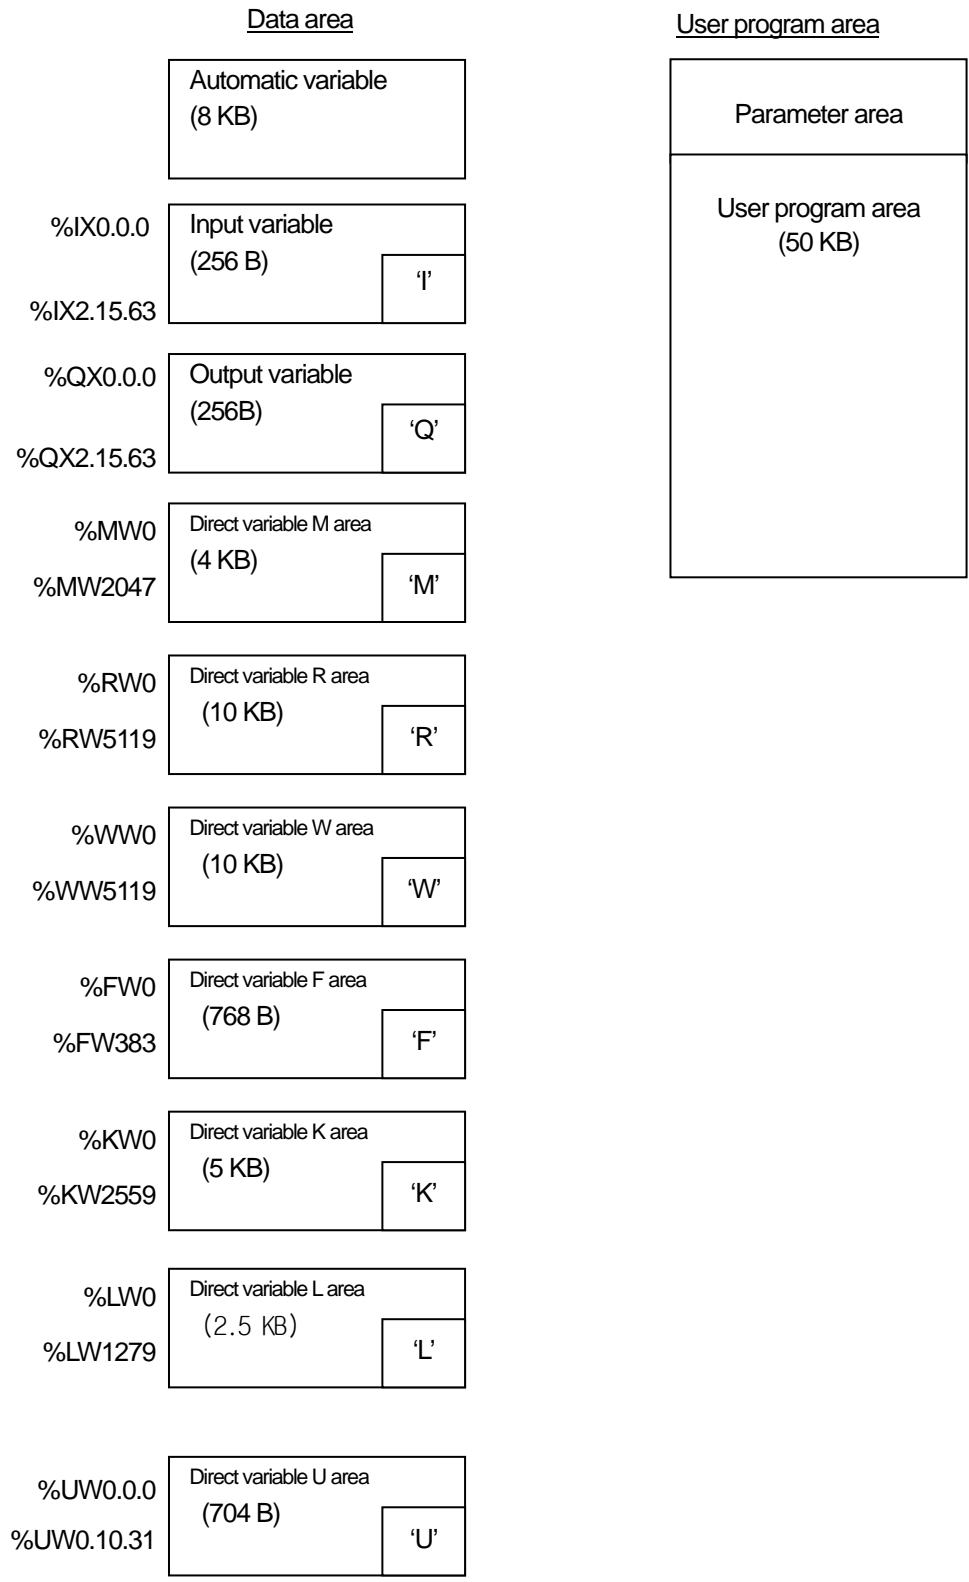 Data area
Automatic variable
(8 KB)
%IX0.0.0
Input variable
(256 B)
'I'
%IX2.15.63
%QX0.0.0
Output variable
(256B)
'Q'
%QX2.15.63
%MW0
Direct variable M area
(4 KB)
%MW2047
'M'
%RW0
Direct variable R area
(10 KB)
%RW5119
'R'
%WW0
Direct variable W area
(10 KB)
%WW5119
'W'
%FW0
Direct variable F area
(768 B)
%FW383
'F'
%KW0
Direct variable K area
(5 KB)
%KW2559
'K'
%LW0
Direct variable L area
(2.5 KB)
%LW1279
'L'
%UW0.0.0
Direct variable U area
(704 B)
%UW0.10.31
'U'
User program area
Parameter area
User program area
(50 KB)